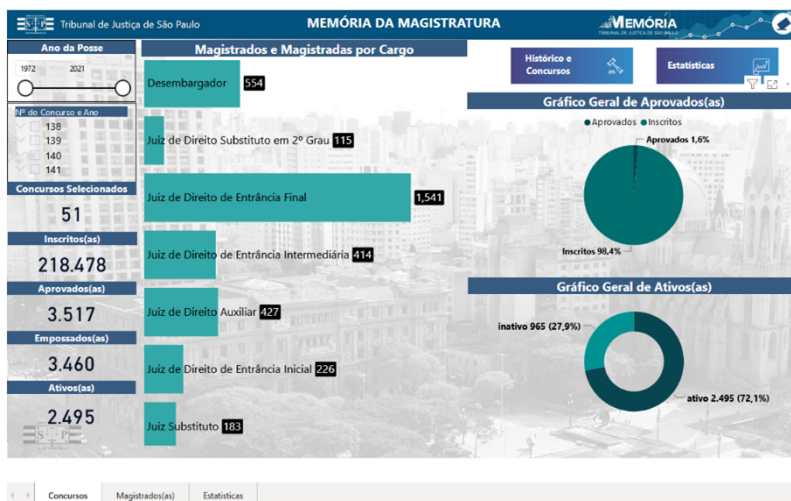 Tribunal de Justiça de São Paulo
MEMÓRIA DA MAGISTRATURA
MEMÓRIA
TRIBUNAL DE JUSTIÇA DE SÃO PAULO
Ano da Posse
1972 2021
Nº do Concurso e Ano
138
139
140
141
Concursos Selecionados
51
Inscritos(as)
218.478
Aprovados(as)
3.517
Empossados(as)
3.460
Ativos(as)
2.495
Magistrados e Magistradas por Cargo
Desembargador 554
Juiz de Direito Substituto em 2º Grau 115
Juiz de Direito de Entrância Final 1,541
Juiz de Direito de Entrância Intermediária 414
Juiz de Direito Auxiliar 427
Juiz de Direito de Entrância Inicial 226
Juiz Substituto 183
Histórico e
Concursos
Estatísticas
Gráfico Geral de Aprovados(as)
Aprovados Inscritos
Aprovados 1,6%
Inscritos 98,4%
Gráfico Geral de Ativos(as)
inativo 965 (27,9%)
ativo 2.495 (72,1%)
Concursos Magistrados(as) Estatisticas